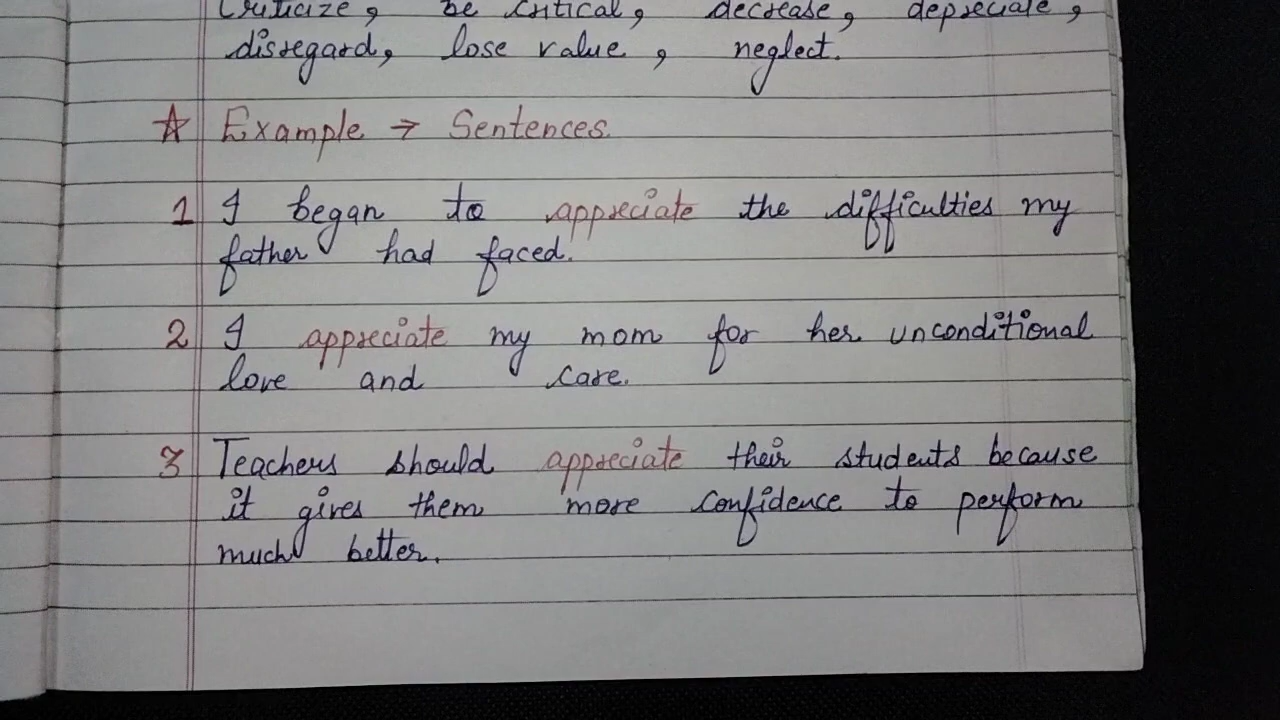 Criticize, be critical, decrease, depreciate,
disregard, lose value, neglect.
☆ Example → Sentences.
1 I began to appreciate the difficulties my
father had faced.
2 I appreciate my mom for her unconditional
love and care.
3 Teachers should appreciate their students because
it gives them more confidence to perform
much better.